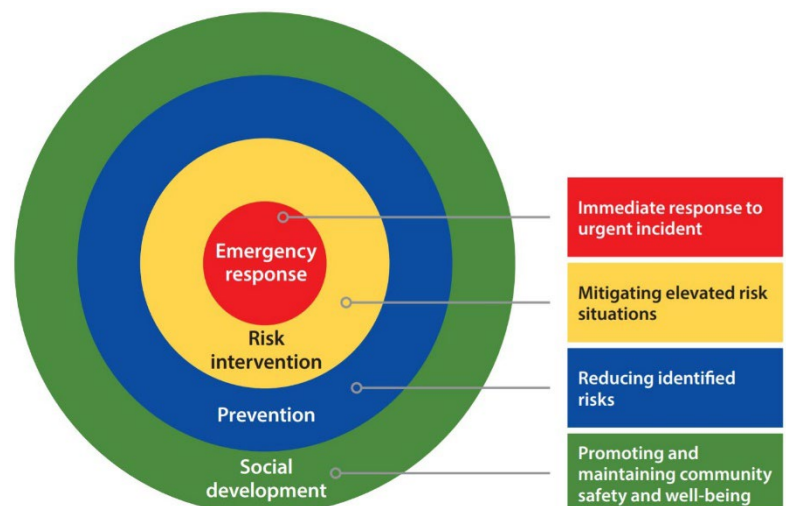 Emergency
response
Risk
intervention
Prevention
Social
development
Immediate response to
urgent incident
Mitigating elevated risk
situations
Reducing identified
risks
Promoting and
maintaining community
safety and well-being